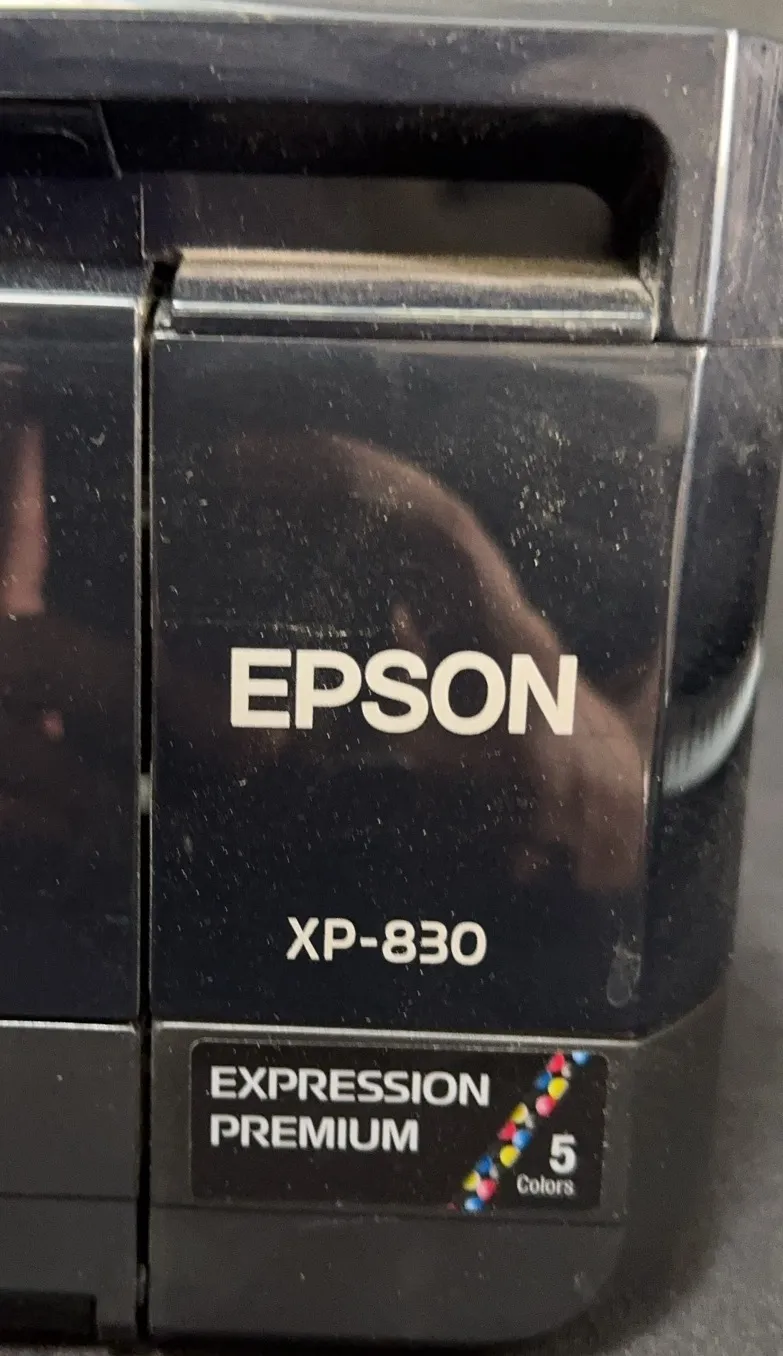 EPSON
XP-830
EXPRESSION
PREMIUM
5
Colors